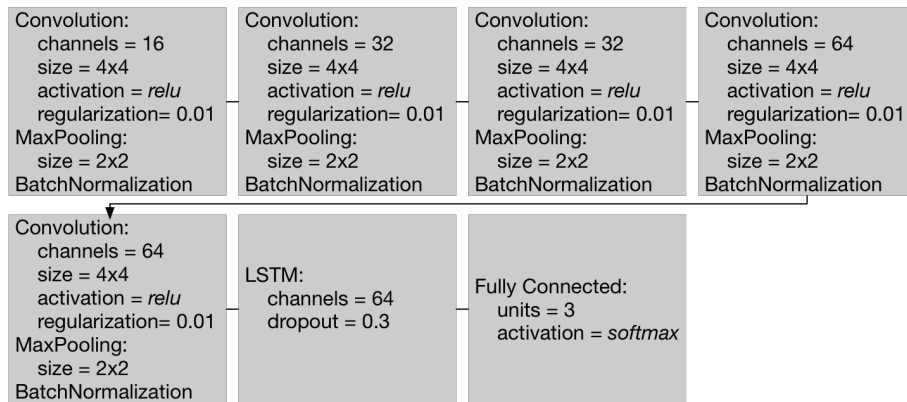 Convolution:
channels = 16
size = 4x4
activation = relu
regularization= 0.01
MaxPooling:
size = 2x2
BatchNormalization
Convolution:
channels = 32
size = 4x4
activation = relu
regularization= 0.01
MaxPooling:
size = 2x2
BatchNormalization
Convolution:
channels = 32
size = 4x4
activation = relu
regularization= 0.01
MaxPooling:
size = 2x2
BatchNormalization
Convolution:
channels = 64
size = 4x4
activation = relu
regularization= 0.01
MaxPooling:
size = 2x2
BatchNormalization
Convolution:
channels = 64
size = 4x4
activation = relu
regularization= 0.01
MaxPooling:
size = 2x2
BatchNormalization
LSTM:
channels = 64
dropout = 0.3
Fully Connected:
units = 3
activation = softmax